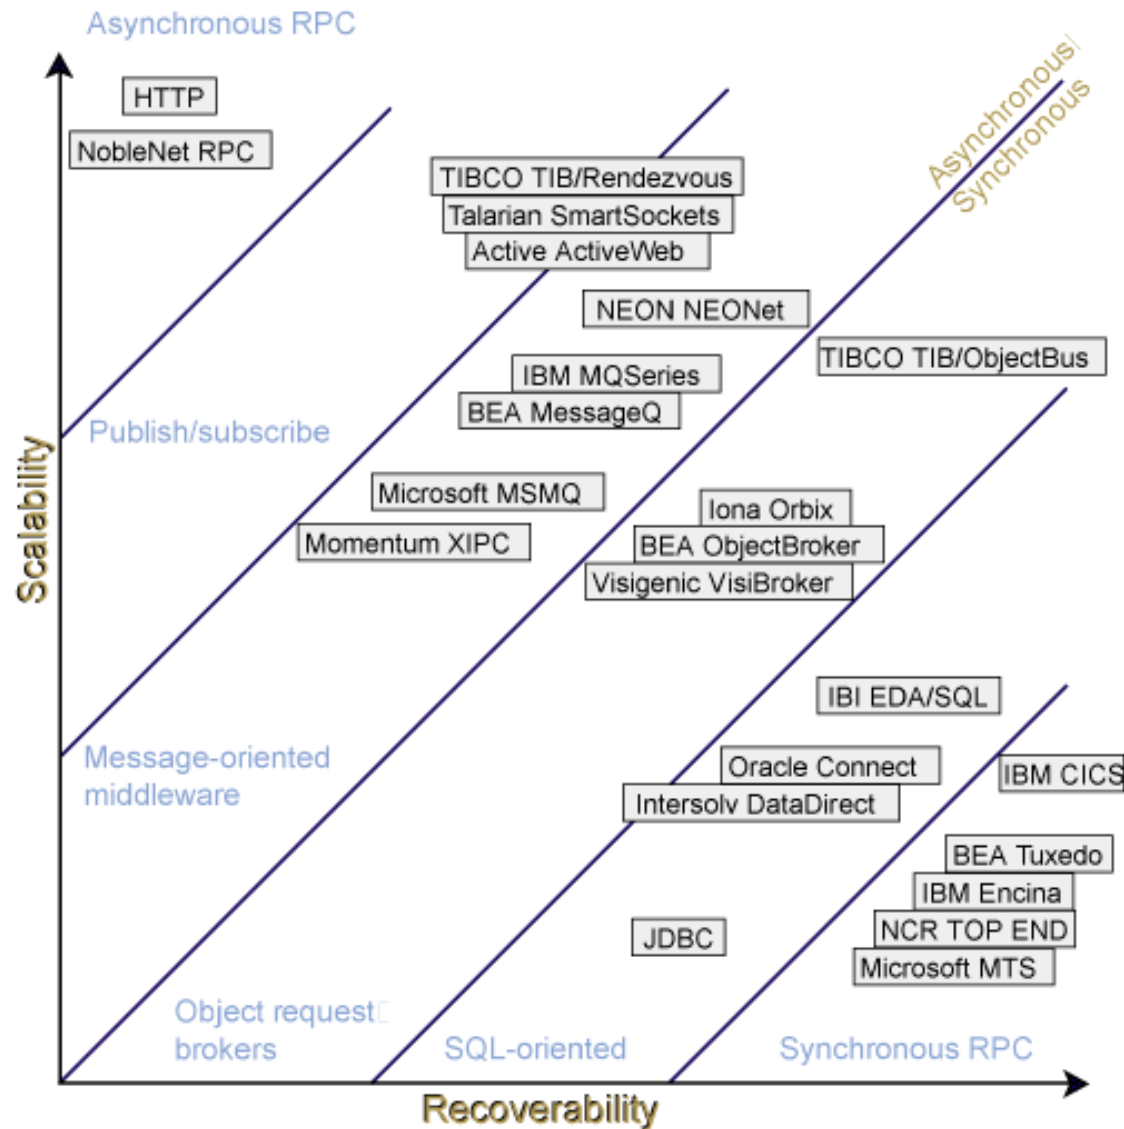 Asynchronous RPC
HTTP
NobleNet RPC
Asynchronous
Synchronous
TIBCO TIB/Rendezvous
Talarian SmartSockets
Active ActiveWeb
NEON NEONet
TIBCO TIB/ObjectBus
IBM MQSeries
BEA MessageQ
Publish/subscribe
Scalability
Microsoft MSMQ
Momentum XIPC
Iona Orbix
BEA ObjectBroker
Visigenic VisiBroker
IBI EDA/SQL
Message-oriented
middleware
Oracle Connect
IBM CICS
Intersolv DataDirect
BEA Tuxedo
IBM Encina
NCR TOP END
JDBC
Microsoft MTS
Object request
brokers
SQL-oriented
Synchronous RPC
Recoverability